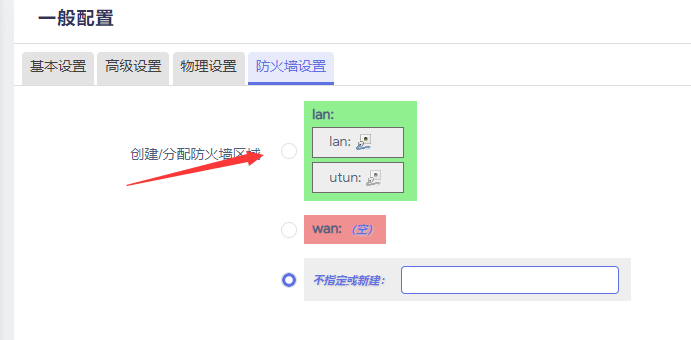 一般配置
基本设置 高级设置 物理设置 防火墙设置
创建/分配防火墙区域
lan:
lan:
utun:
wan: (空)
不指定或新建：